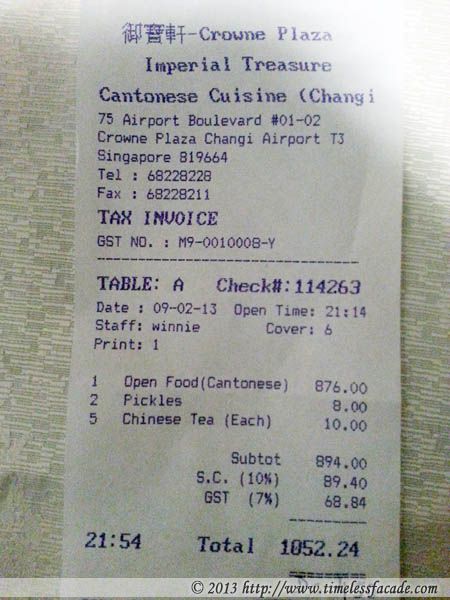 御寶軒-Crowne Plaza
Imperial Treasure
Cantonese Cuisine (Changi
75 Airport Boulevard #01-02
Crowne Plaza Changi Airport T3
Singapore 819664
Tel : 68228228
Fax : 68228211
TAX INVOICE
GST NO. : M9-0010008-Y
TABLE: A Check#: 114263
Date : 09-02-13 Open Time: 21:14
Staff: winnie Cover: 6
Print: 1
1 Open Food(Cantonese) 876.00
2 Pickles 8.00
5 Chinese Tea (Each) 10.00
Subtot 894.00
S.C. (10%) 89.40
GST (7%) 68.84
21:54 Total 1052.24
© 2013 http://www.timelessfacade.com